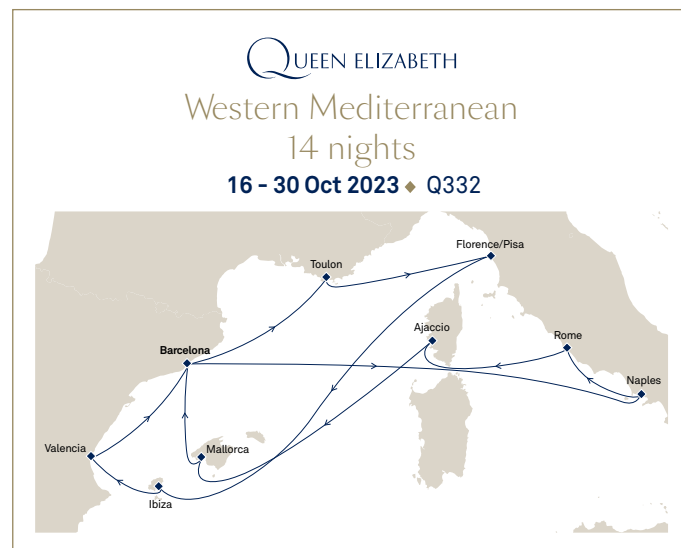 QUEEN ELIZABETH
Western Mediterranean
14 nights
16 - 30 Oct 2023 ◆ Q332
Florence/Pisa
Toulon
Ajaccio
Rome
Barcelona
Naples
Valencia
Mallorca
Ibiza